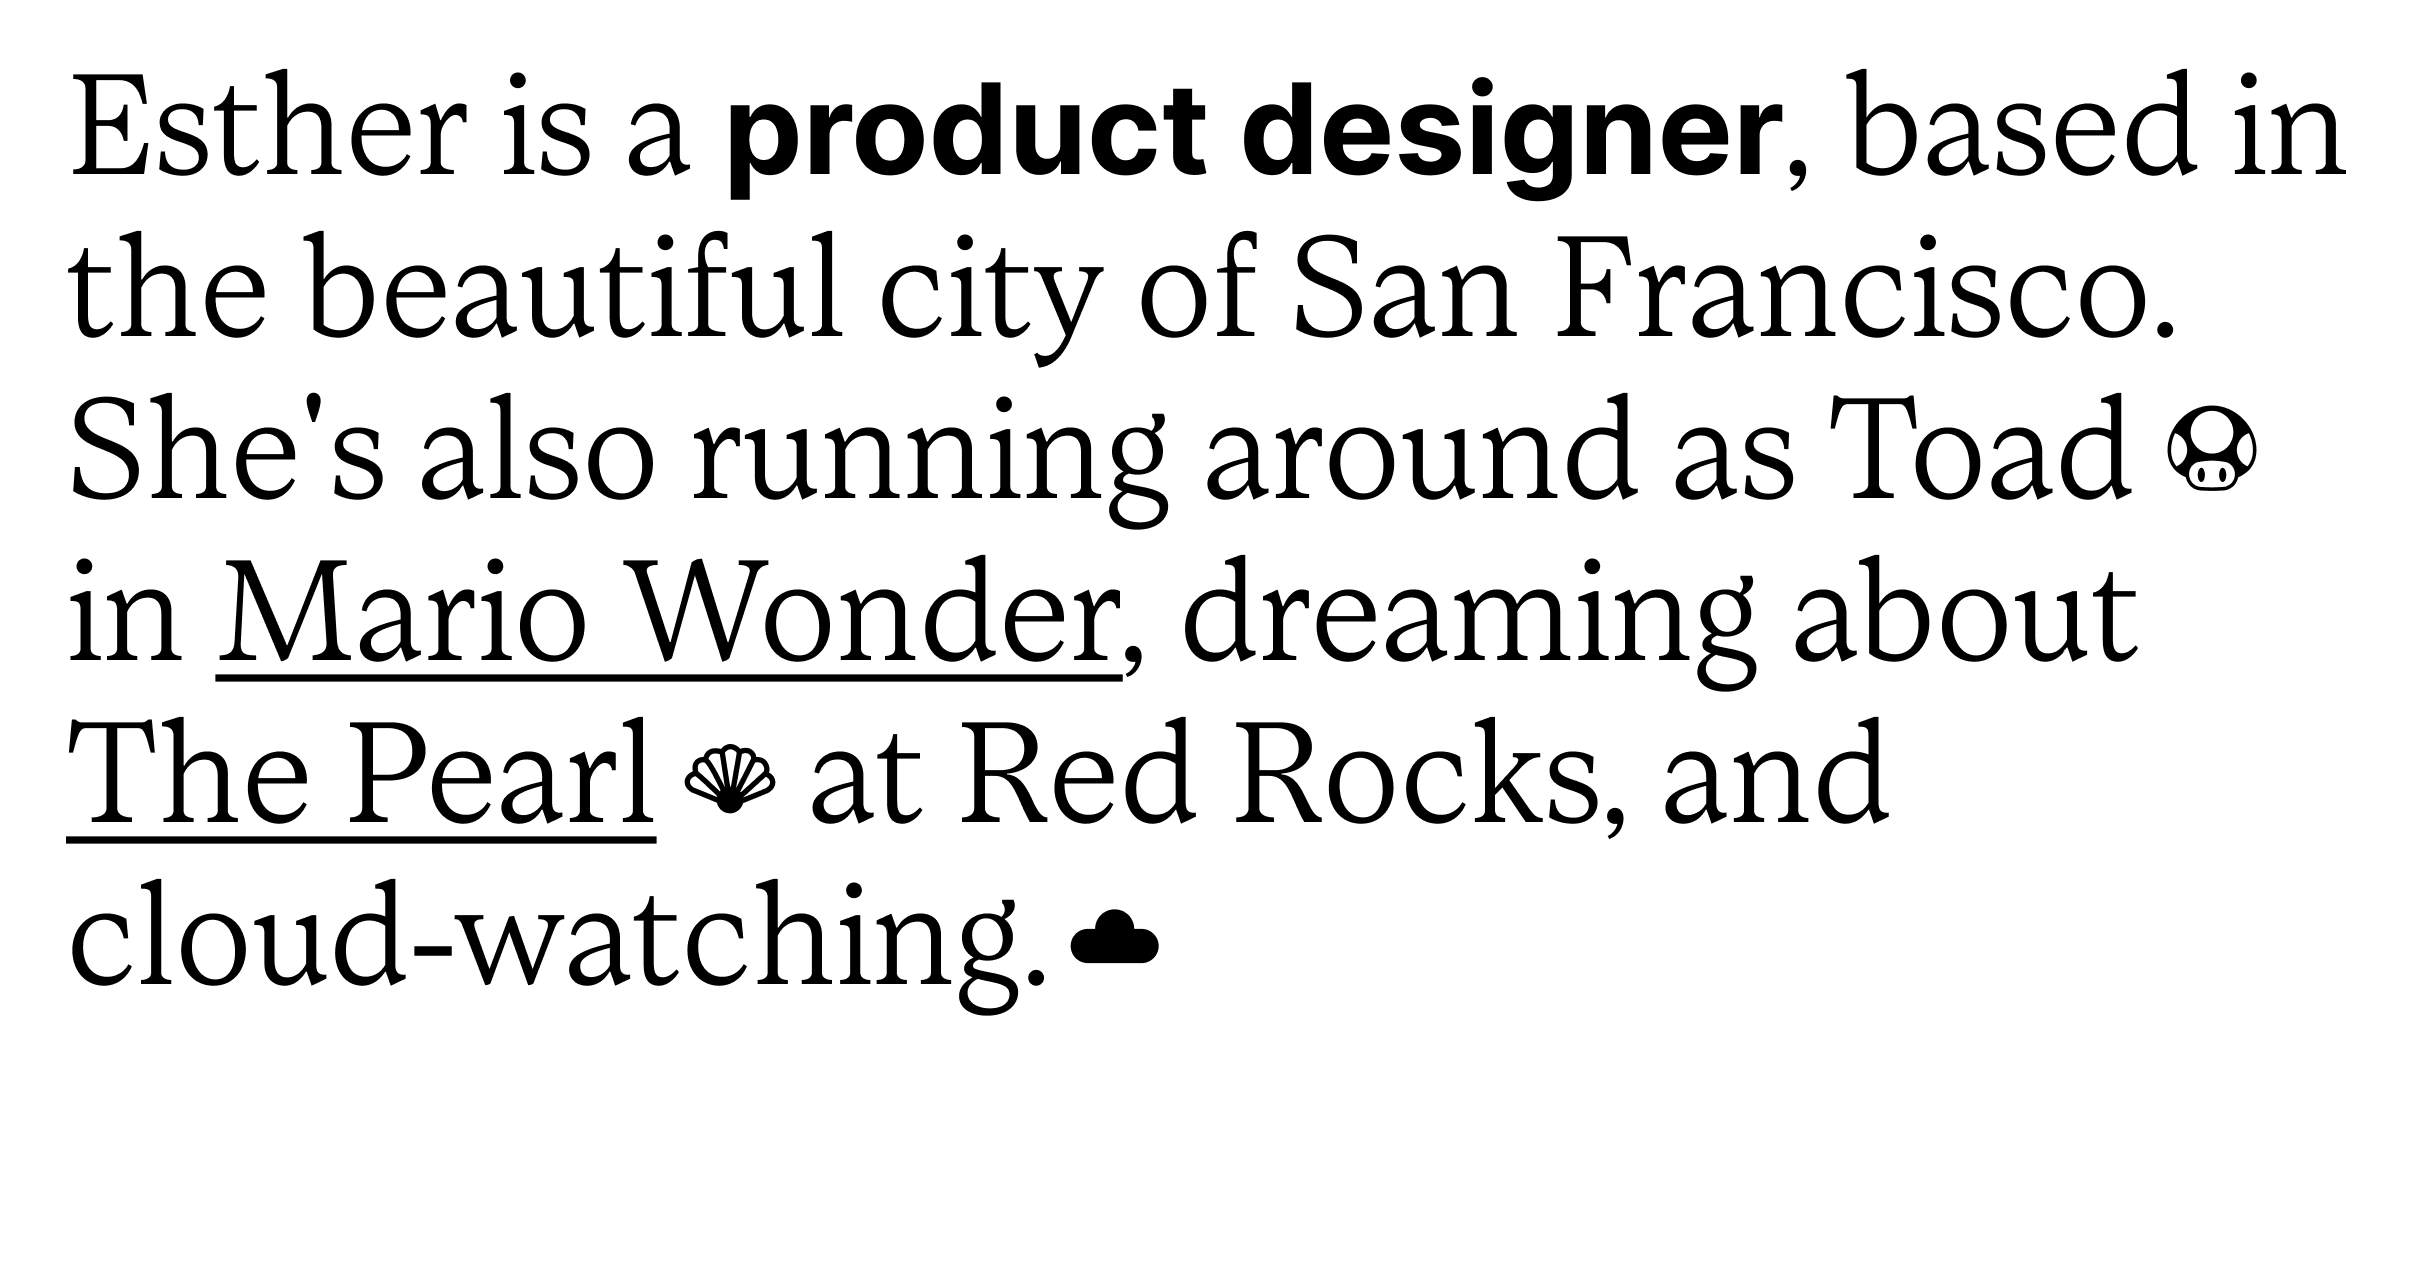 Esther is a product designer, based in
the beautiful city of San Francisco.
She's also running around as Toad
in Mario Wonder, dreaming about
The Pearl at Red Rocks, and
cloud-watching.